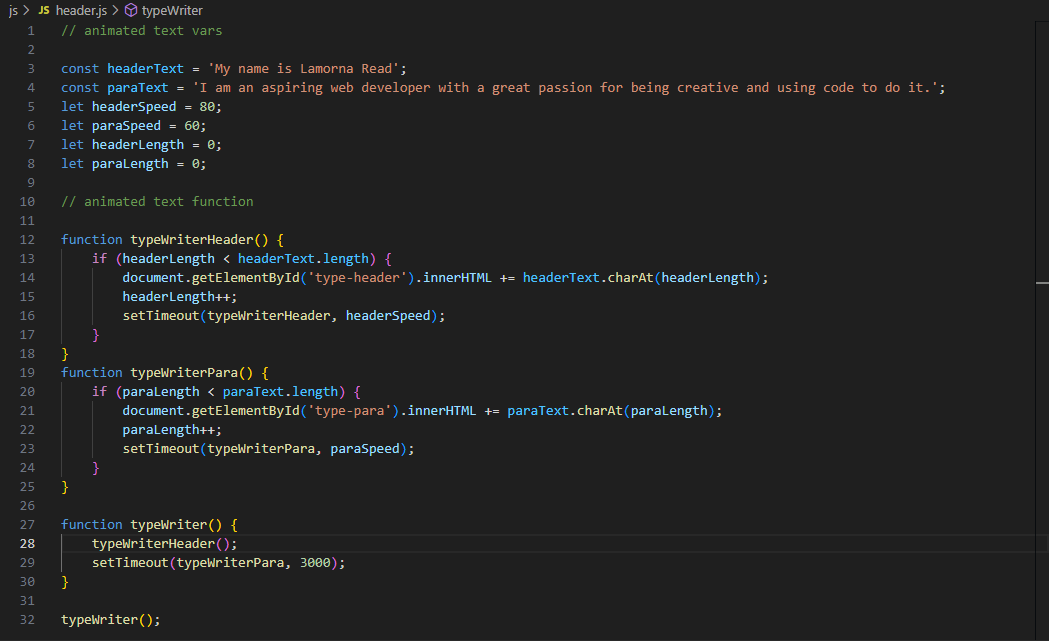 js > JS header.js > typeWriter
1 // animated text vars
2
3 const headerText = 'My name is Lamorna Read';
4 const paraText = 'I am an aspiring web developer with a great passion for being creative and using code to do it.';
5 let headerSpeed = 80;
6 let paraSpeed = 60;
7 let headerLength = 0;
8 let paraLength = 0;
9
10 // animated text function
11
12 function typeWriterHeader() {
13     if (headerLength < headerText.length) {
14         document.getElementById('type-header').innerHTML += headerText.charAt(headerLength);
15         headerLength++;
16         setTimeout(typeWriterHeader, headerSpeed);
17     }
18 }
19 function typeWriterPara() {
20     if (paraLength < paraText.length) {
21         document.getElementById('type-para').innerHTML += paraText.charAt(paraLength);
22         paraLength++;
23         setTimeout(typeWriterPara, paraSpeed);
24     }
25 }
26
27 function typeWriter() {
28     typeWriterHeader();
29     setTimeout(typeWriterPara, 3000);
30 }
31
32 typeWriter();